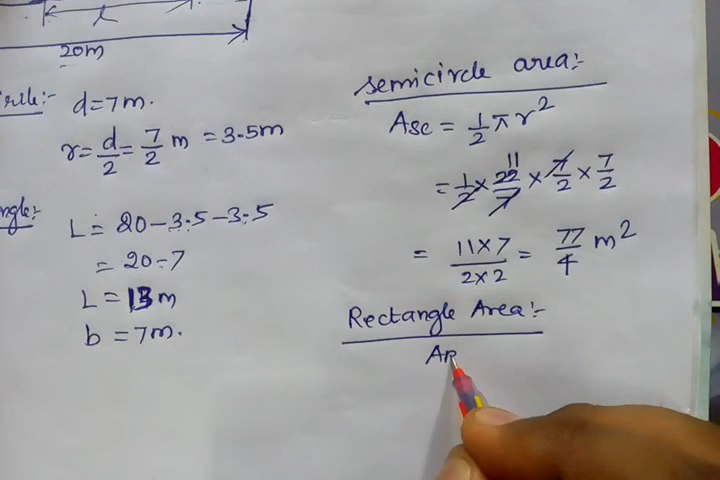 l
20m
d=7m.
r=d/2=7/2 m =3.5m
L= 20-3.5-3.5
= 20-7
L=13m
b=7m.
semicircle area:-
Asc = 1/2 π r²
= 1/2 × 22/7 11 × 7/2 × 7/2
= 11×7/2×2 = 77/4 m²
Rectangle Area:-
AR